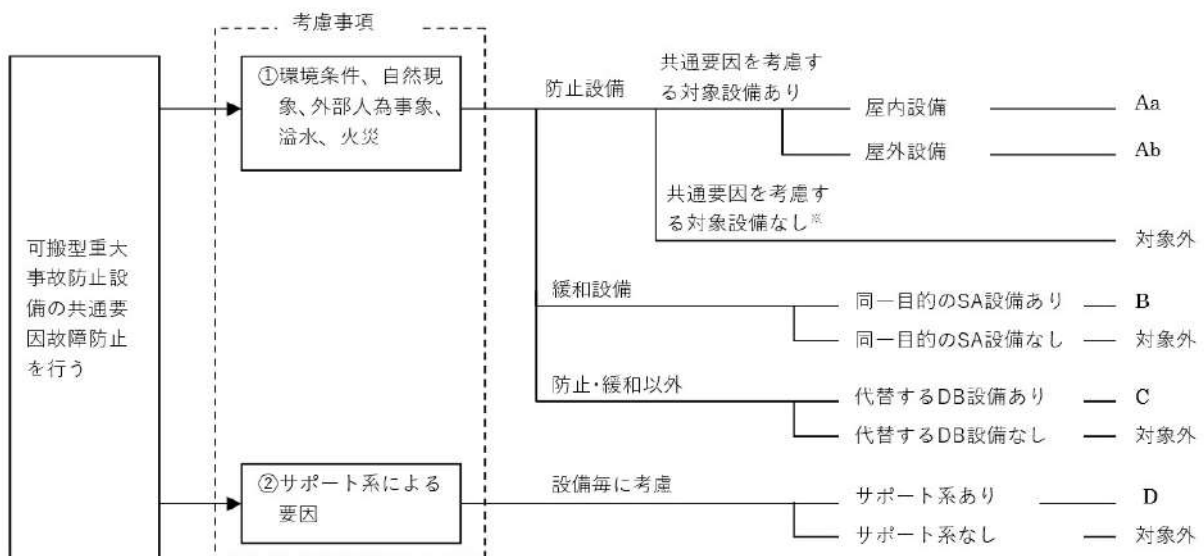 考慮事項
可搬型重大
事故防止設
備の共通要
因故障防止
を行う
①環境条件、自然現
象、外部人為事象、
溢水、火災
防止設備
共通要因を考慮す
る対象設備あり
屋内設備
Aa
屋外設備
Ab
共通要因を考慮す
る対象設備なし※
対象外
緩和設備
同一目的のSA設備あり
B
同一目的のSA設備なし
対象外
防止・緩和以外
代替するDB設備あり
C
代替するDB設備なし
対象外
②サポート系による
要因
設備毎に考慮
サポート系あり
D
サポート系なし
対象外